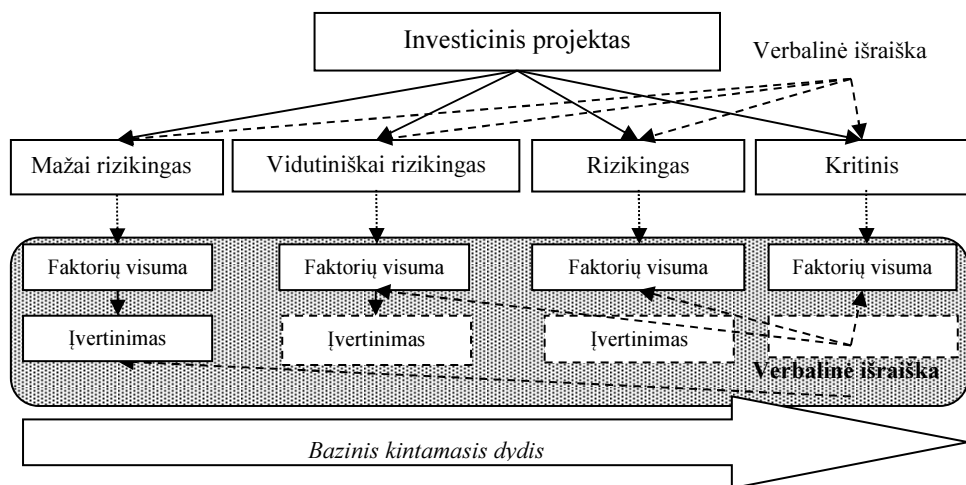 Investicinis projektas
Verbalinė išraiška
Mažai rizikingas
Vidutiniškai rizikingas
Rizikingas
Kritinis
Faktorių visuma
Faktorių visuma
Faktorių visuma
Faktorių visuma
Įvertinimas
Įvertinimas
Įvertinimas
Verbalinė išraiška
Bazinis kintamasis dydis